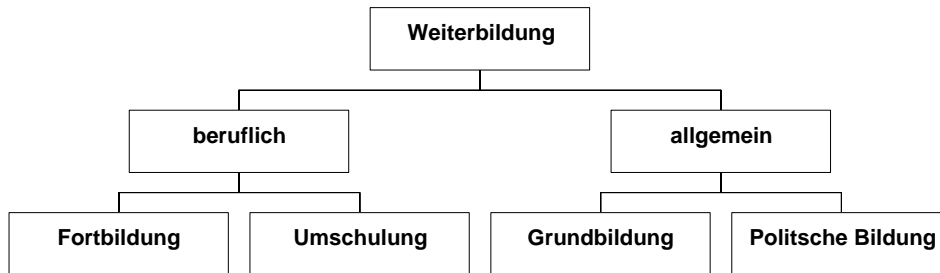 Weiterbildung
beruflich
allgemein
Fortbildung
Umschulung
Grundbildung
Politsche Bildung